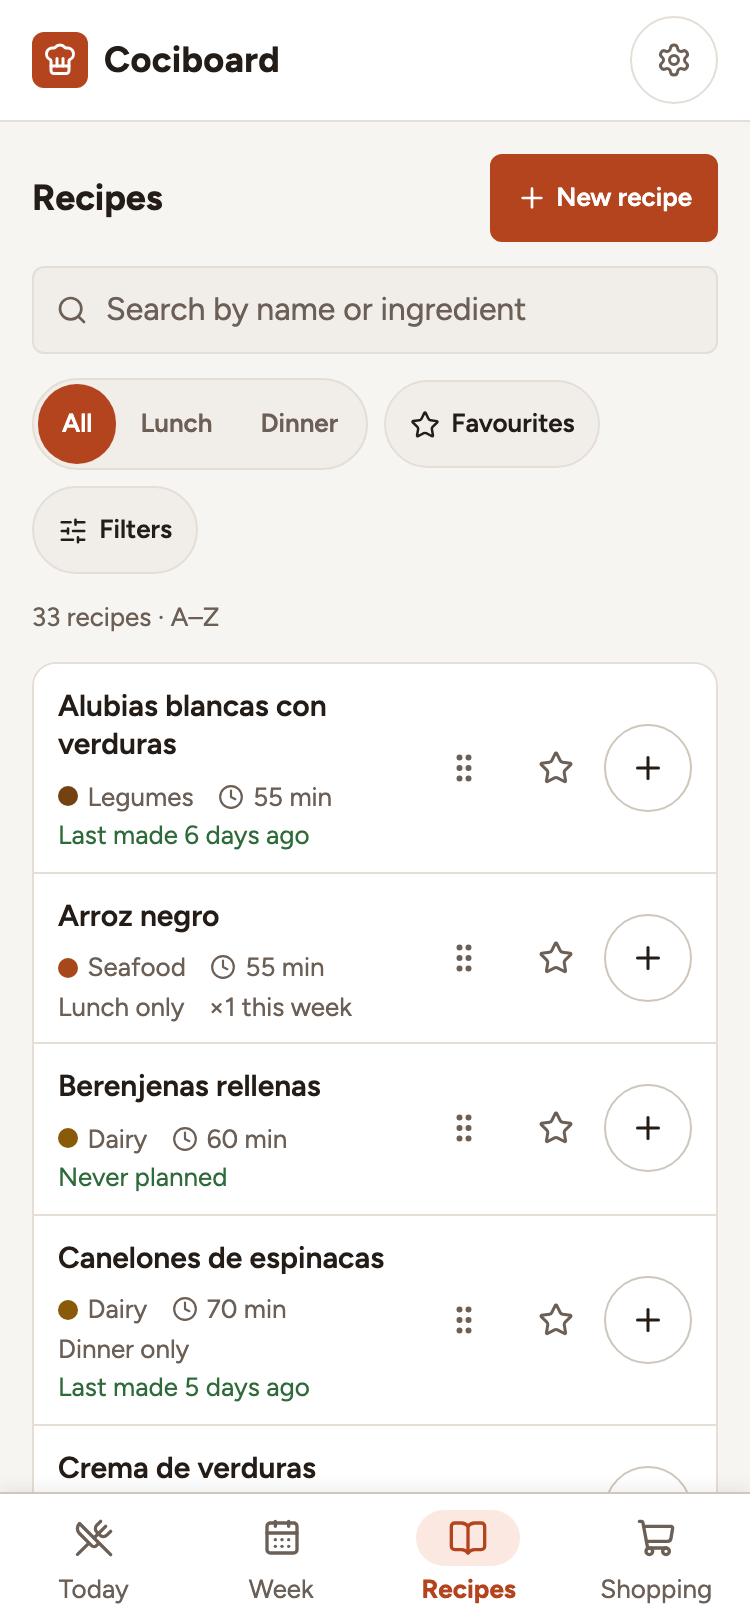 Cociboard
Recipes
New recipe
Search by name or ingredient
All Lunch Dinner Favourites
Filters
33 recipes · A–Z
Alubias blancas con
verduras
Legumes 55 min
Last made 6 days ago
Arroz negro
Seafood 55 min
Lunch only ×1 this week
Berenjenas rellenas
Dairy 60 min
Never planned
Canelones de espinacas
Dairy 70 min
Dinner only
Last made 5 days ago
Crema de verduras
Today Week Recipes Shopping